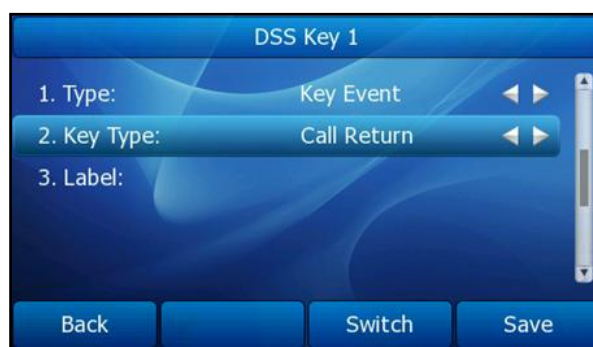 DSS Key 1
1. Type: Key Event
2. Key Type: Call Return
3. Label:
Back Switch Save